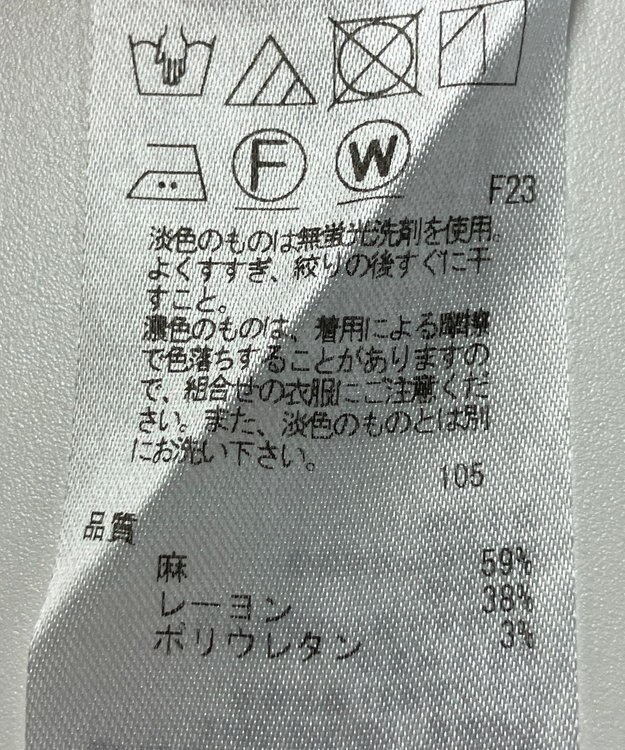 F
W
F23
淡色のものは無蛍光洗剤を使用。
よくすすぎ、絞りの後すぐに干
すこと。
濃色のものは、着用による摩擦
で色落ちすることがありますの
で、組合せの衣服にご注意くだ
さい。また、淡色のものとは別
にお洗い下さい。
105
品質
麻 59%
レーヨン 38%
ポリウレタン 3%